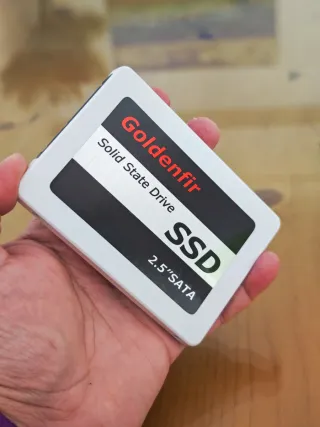 Goldenfir
Solid State Drive
SSD
2.5"SATA